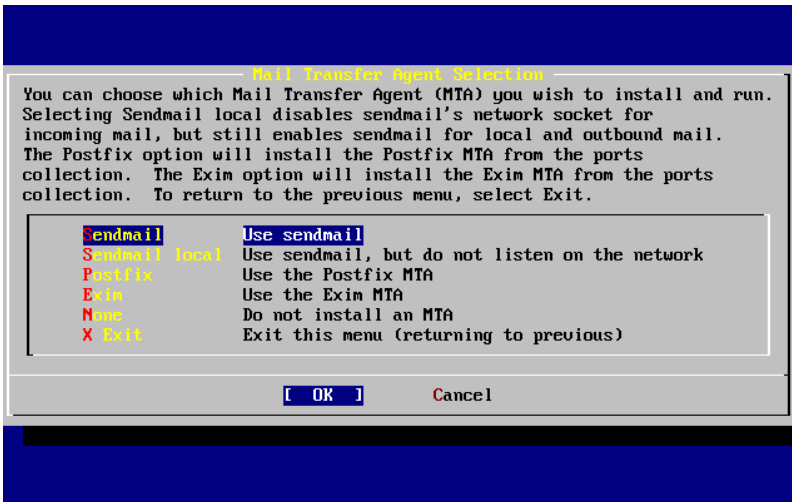 Mail Transfer Agent Selection
You can choose which Mail Transfer Agent (MTA) you wish to install and run.
Selecting Sendmail local disables sendmail's network socket for
incoming mail, but still enables sendmail for local and outbound mail.
The Postfix option will install the Postfix MTA from the ports
collection.  The Exim option will install the Exim MTA from the ports
collection.  To return to the previous menu, select Exit.
Sendmail Use sendmail
Sendmail local Use sendmail, but do not listen on the network
Postfix Use the Postfix MTA
Exim Use the Exim MTA
None Do not install an MTA
X Exit Exit this menu (returning to previous)
[ OK ] Cancel